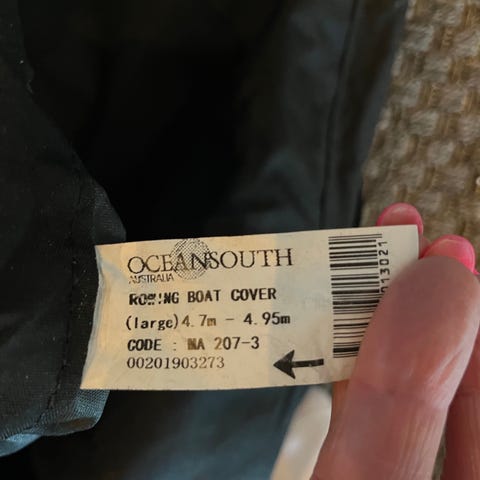 OCEANSOUTH
AUSTRALIA
ROWING BOAT COVER
(large) 4.7m - 4.95m
CODE : MA 207-3
00201903273